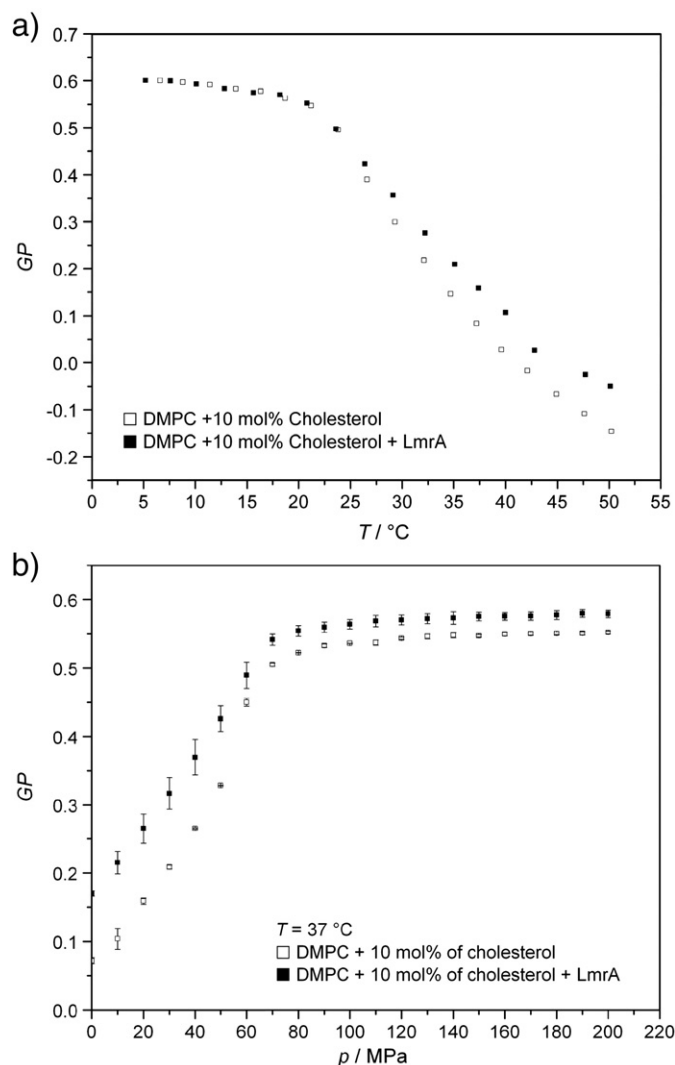 a)
0.7
0.6
0.5
0.4
0.3
0.2
0.1
0.0
-0.1
-0.2
GP
DMPC +10 mol% Cholesterol
DMPC +10 mol% Cholesterol + LmrA
0 5 10 15 20 25 30 35 40 45 50 55
T / °C
b)
0.6
0.5
0.4
0.3
0.2
0.1
0.0
GP
T = 37 °C
DMPC + 10 mol% of cholesterol
DMPC + 10 mol% of cholesterol + LmrA
0 20 40 60 80 100 120 140 160 180 200 220
p / MPa